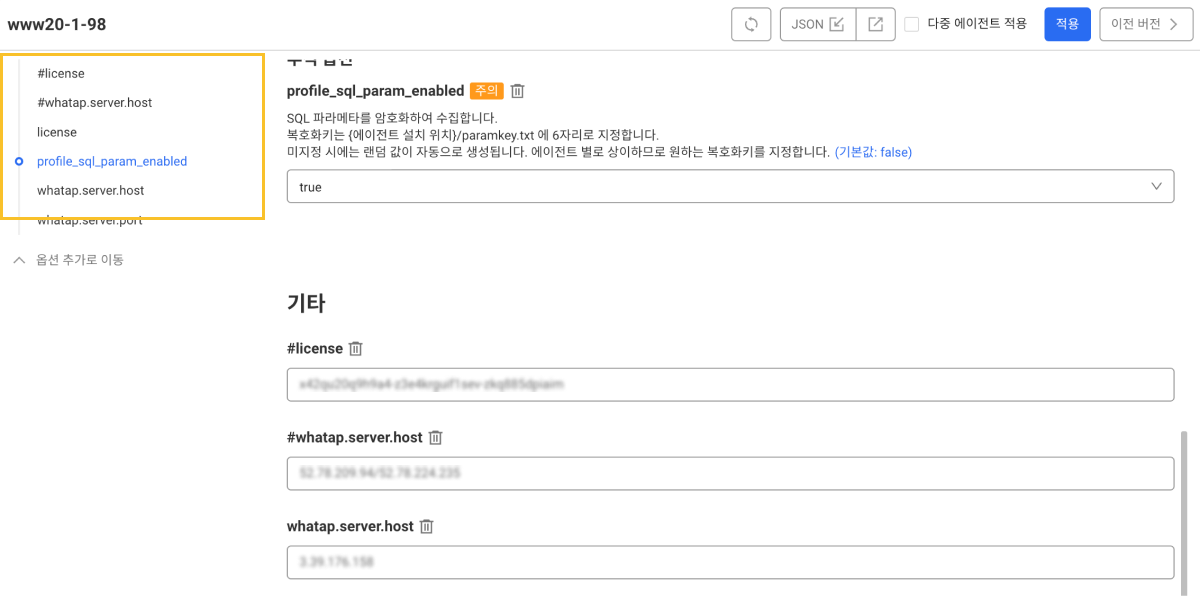 www20-1-98
JSON
다중 에이전트 적용
적용
이전 버전
#license
#whatap.server.host
license
profile_sql_param_enabled
whatap.server.host
whatap.server.port
옵션 추가로 이동
profile_sql_param_enabled 주의
SQL 파라메타를 암호화하여 수집합니다.
복호화키는 {에이전트 설치 위치}/paramkey.txt 에 6자리로 지정합니다.
미지정 시에는 랜덤 값이 자동으로 생성됩니다. 에이전트 별로 상이하므로 원하는 복호화키를 지정합니다. (기본값: false)
true
기타
#license
#whatap.server.host
whatap.server.host